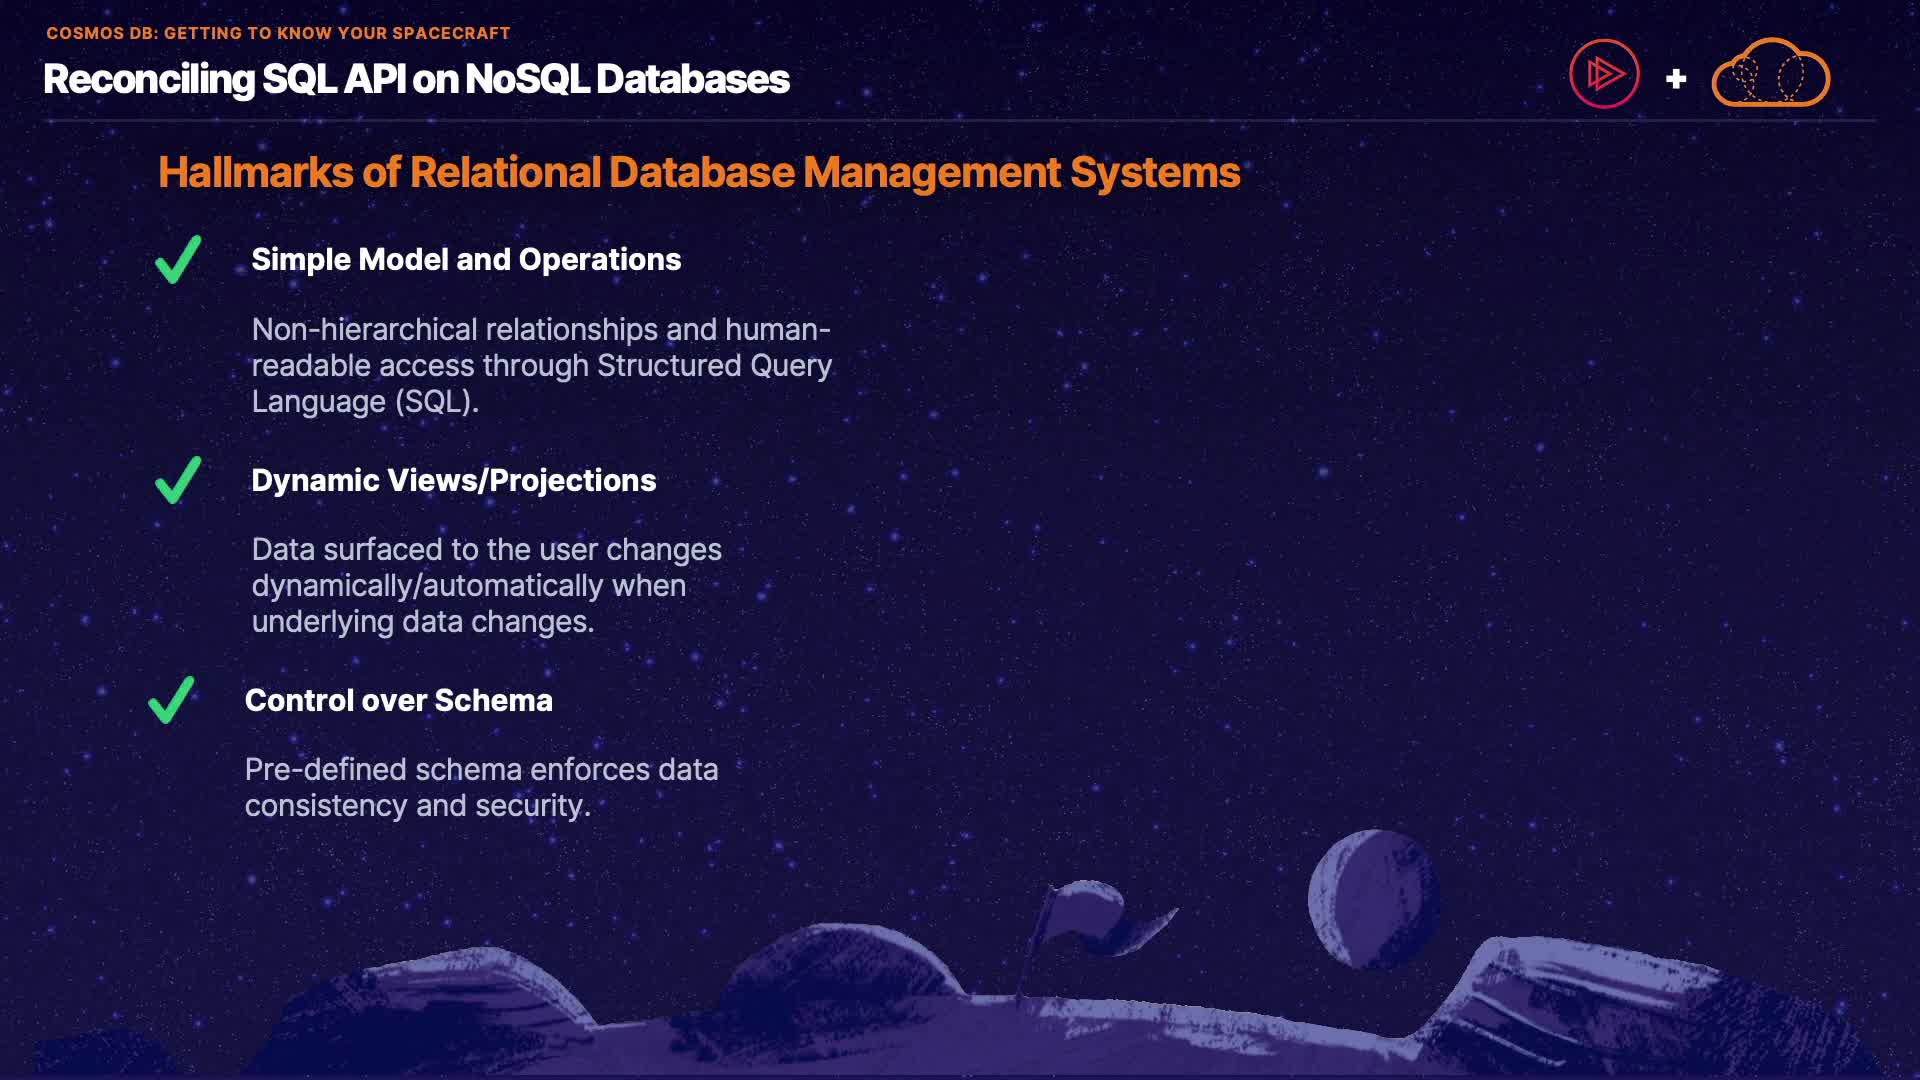 COSMOS DB: GETTING TO KNOW YOUR SPACECRAFT
Reconciling SQL API on NoSQL Databases
+
Hallmarks of Relational Database Management Systems
Simple Model and Operations
Non-hierarchical relationships and human-
readable access through Structured Query
Language (SQL).
Dynamic Views/Projections
Data surfaced to the user changes
dynamically/automatically when
underlying data changes.
Control over Schema
Pre-defined schema enforces data
consistency and security.